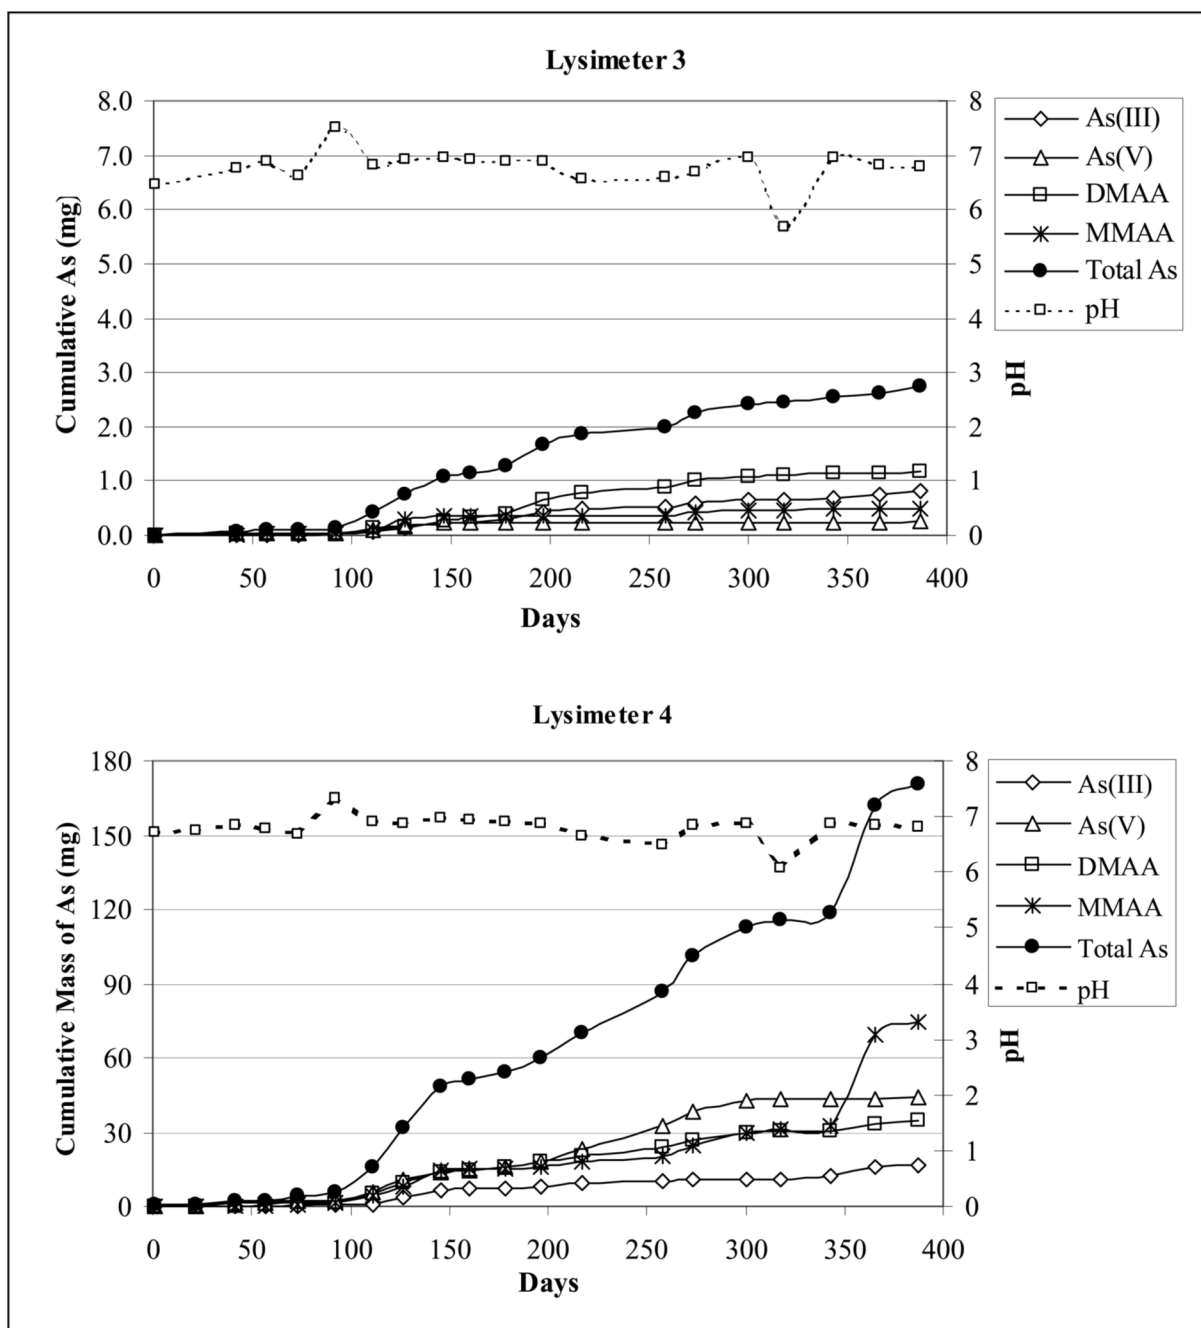 Lysimeter 3
8.0
7.0
6.0
5.0
4.0
3.0
2.0
1.0
0.0
Cumulative As (mg)
0 50 100 150 200 250 300 350 400
Days
8
7
6
5
4
3
2
1
0
pH
As(III)
As(V)
DMAA
MMAA
Total As
pH
Lysimeter 4
180
150
120
90
60
30
0
Cumulative Mass of As (mg)
0 50 100 150 200 250 300 350 400
Days
8
7
6
5
4
3
2
1
0
pH
As(III)
As(V)
DMAA
MMAA
Total As
pH